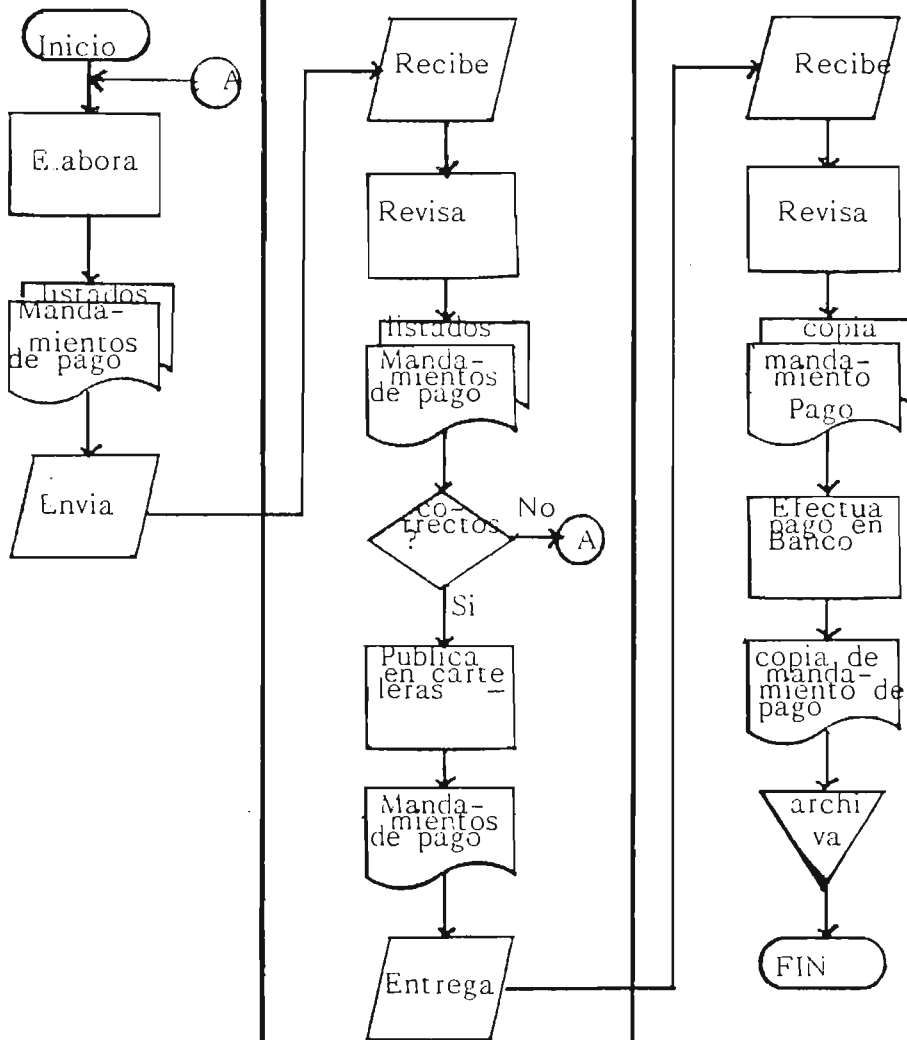 Inicio
A
E.abora
listados
Manda-
mientos
de pago
Envia
Recibe
Revisa
listados
Manda-
mientos
de pago
co-
rrectos
?
No
A
Si
Publica
en carte
leras –
Manda-
mientos
de pago
Entrega
Recibe
Revisa
copia
manda-
miento
Pago
Efectua
pago en
Banco
copia de
manda-
miento de
pago
archi
va
FIN